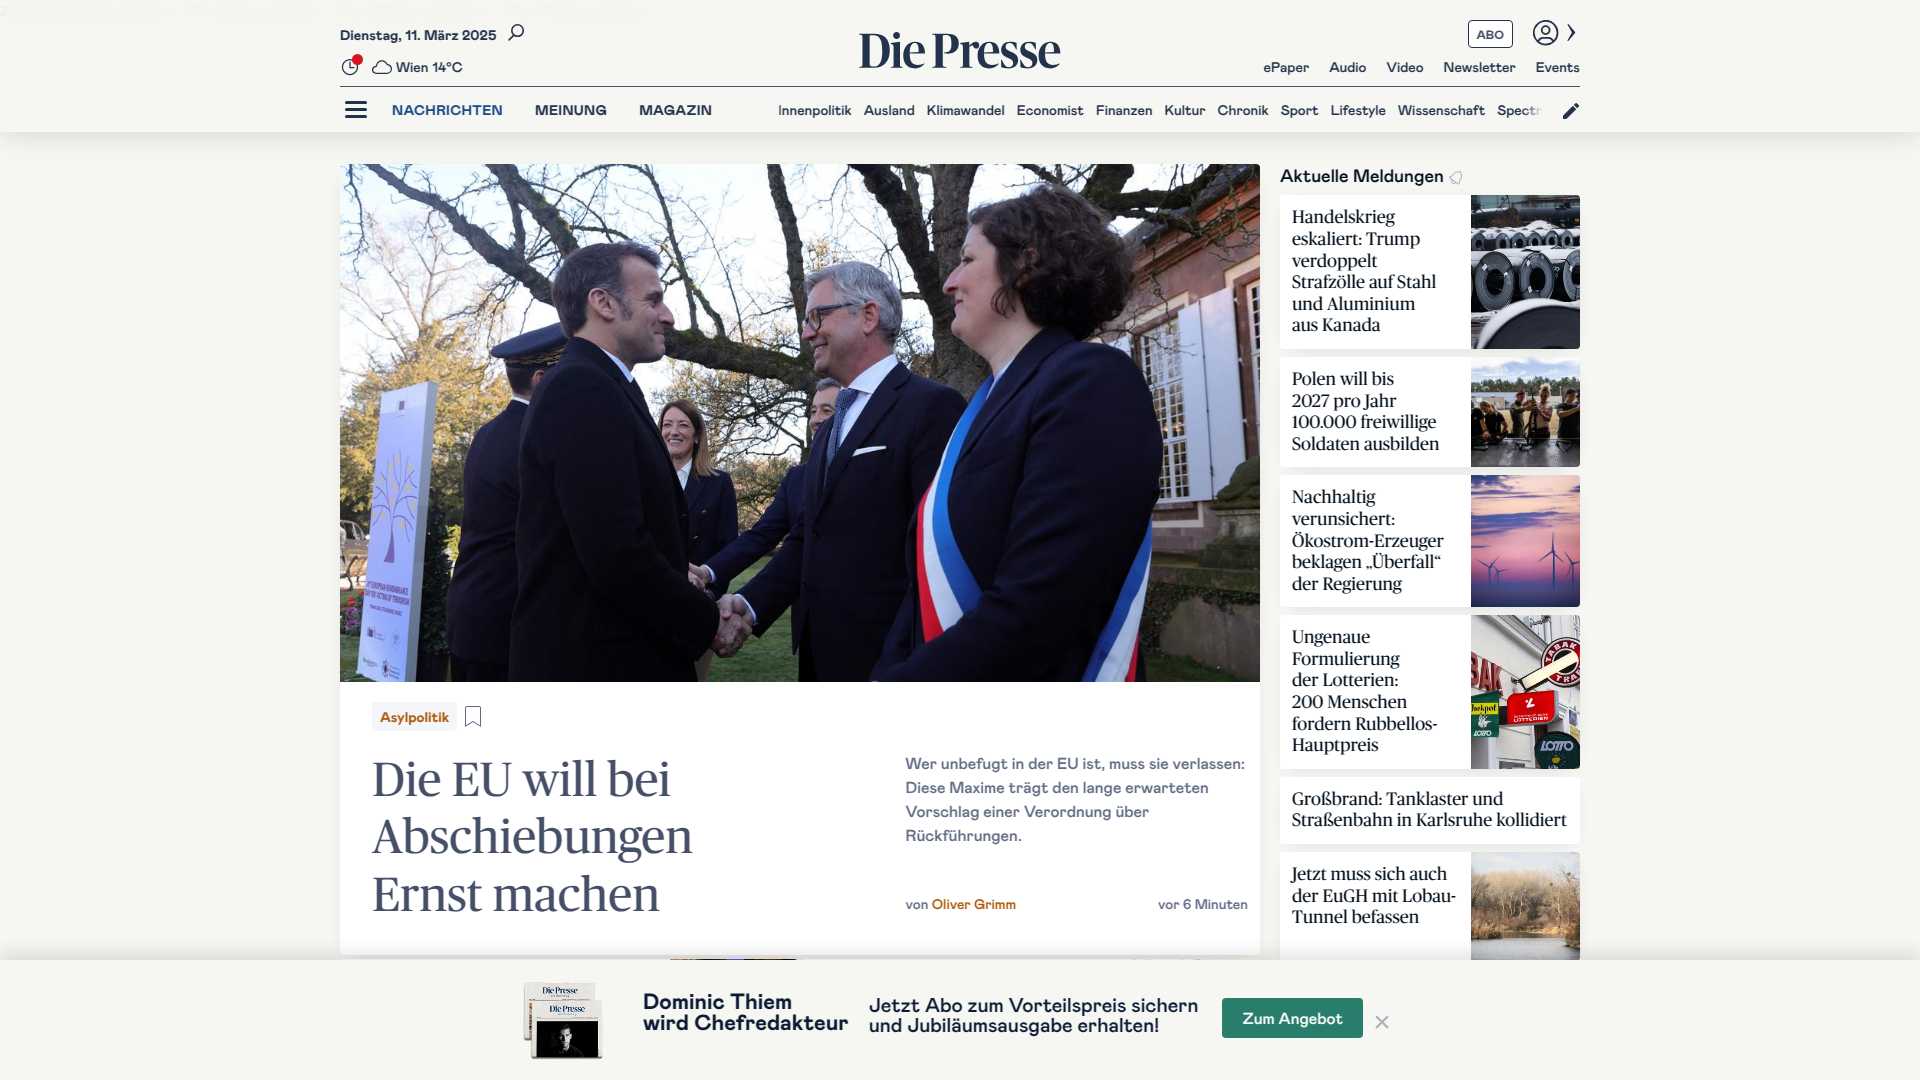 Dienstag, 11. März 2025
Wien 14°C
Die Presse
ABO
ePaper Audio Video Newsletter Events
NACHRICHTEN MEINUNG MAGAZIN
Innenpolitik Ausland Klimawandel Economist Finanzen Kultur Chronik Sport Lifestyle Wissenschaft
Asylpolitik
Die EU will bei
Abschiebungen
Ernst machen
Wer unbefugt in der EU ist, muss sie verlassen:
Diese Maxime trägt den lange erwarteten
Vorschlag einer Verordnung über
Rückführungen.
von Oliver Grimm
vor 6 Minuten
Aktuelle Meldungen
Handelskrieg
eskaliert: Trump
verdoppelt
Strafzölle auf Stahl
und Aluminium
aus Kanada
Polen will bis
2027 pro Jahr
100.000 freiwillige
Soldaten ausbilden
Nachhaltig
verunsichert:
Ökostrom-Erzeuger
beklagen „Überfall“
der Regierung
Ungenaue
Formulierung
der Lotterien:
200 Menschen
fordern Rubbellos-
Hauptpreis
TABAK
Jackpot
LOTTERIEN
LOTTO
LOTTO
Großbrand: Tanklaster und
Straßenbahn in Karlsruhe kollidiert
Jetzt muss sich auch
der EuGH mit Lobau-
Tunnel befassen
Die Presse
Die Presse
Dominic Thiem
wird Chefredakteur
Jetzt Abo zum Vorteilspreis sichern
und Jubiläumsausgabe erhalten!
Zum Angebot